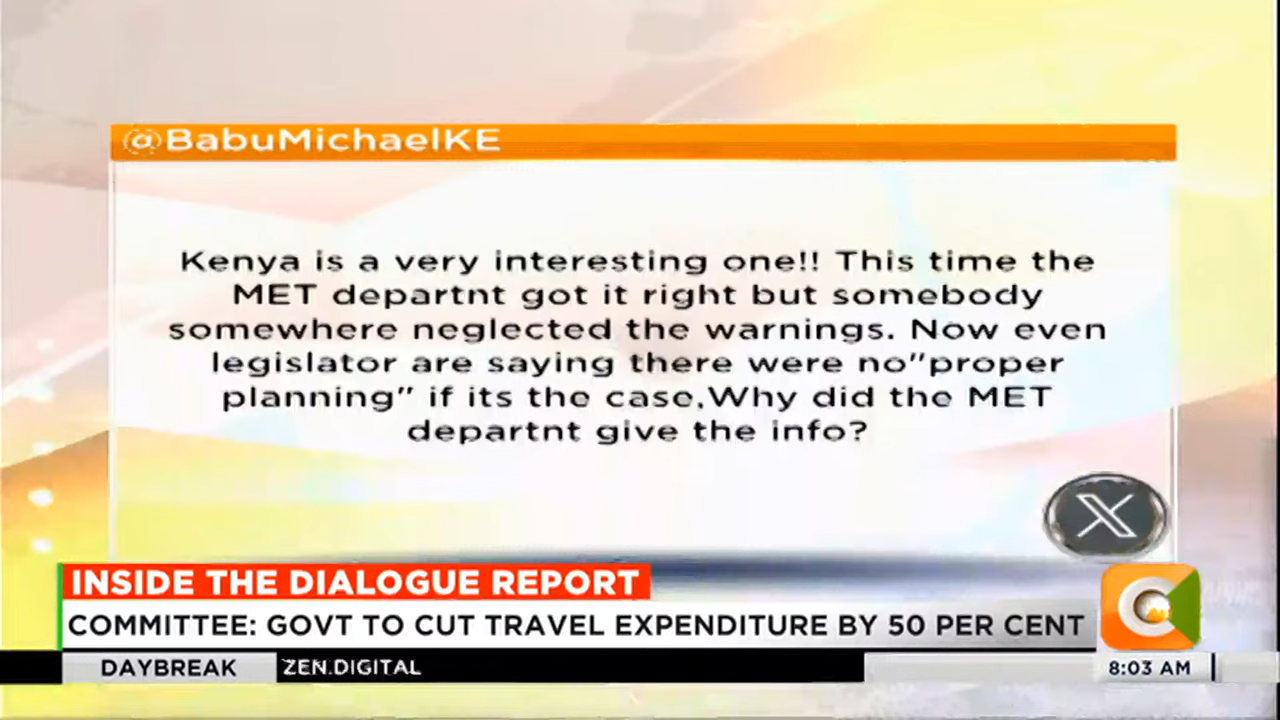 @BabuMichaelKE
Kenya is a very interesting one!! This time the
MET departnt got it right but somebody
somewhere neglected the warnings. Now even
legislator are saying there were no"proper
planning" if its the case.Why did the MET
departnt give the info?
INSIDE THE DIALOGUE REPORT
COMMITTEE: GOVT TO CUT TRAVEL EXPENDITURE BY 50 PER CENT
DAYBREAK ZEN.DIGITAL 8:03 AM